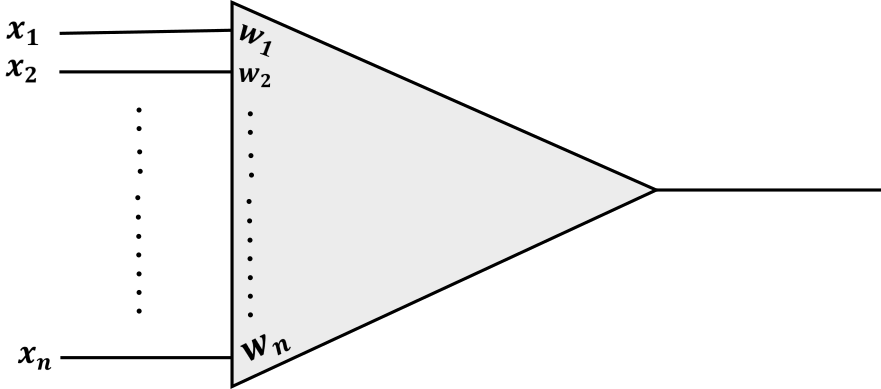 x₁ w₁
x₂ w₂
xₙ wₙ